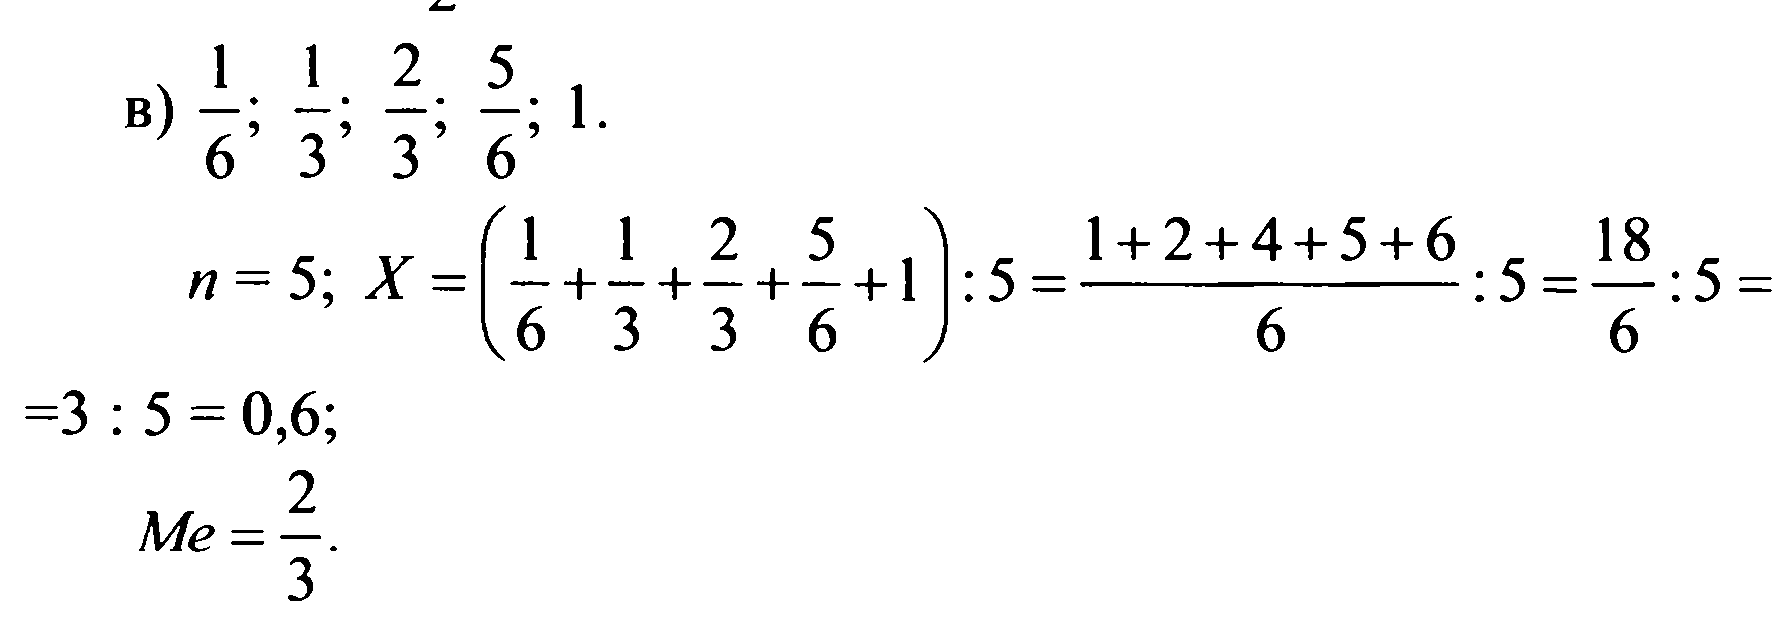 в) 1/6; 1/3; 2/3; 5/6; 1.
n = 5; X = (1/6 + 1/3 + 2/3 + 5/6 + 1) : 5 = (1+2+4+5+6)/6 : 5 = 18/6 : 5 =
=3 : 5 = 0,6;
Me = 2/3.